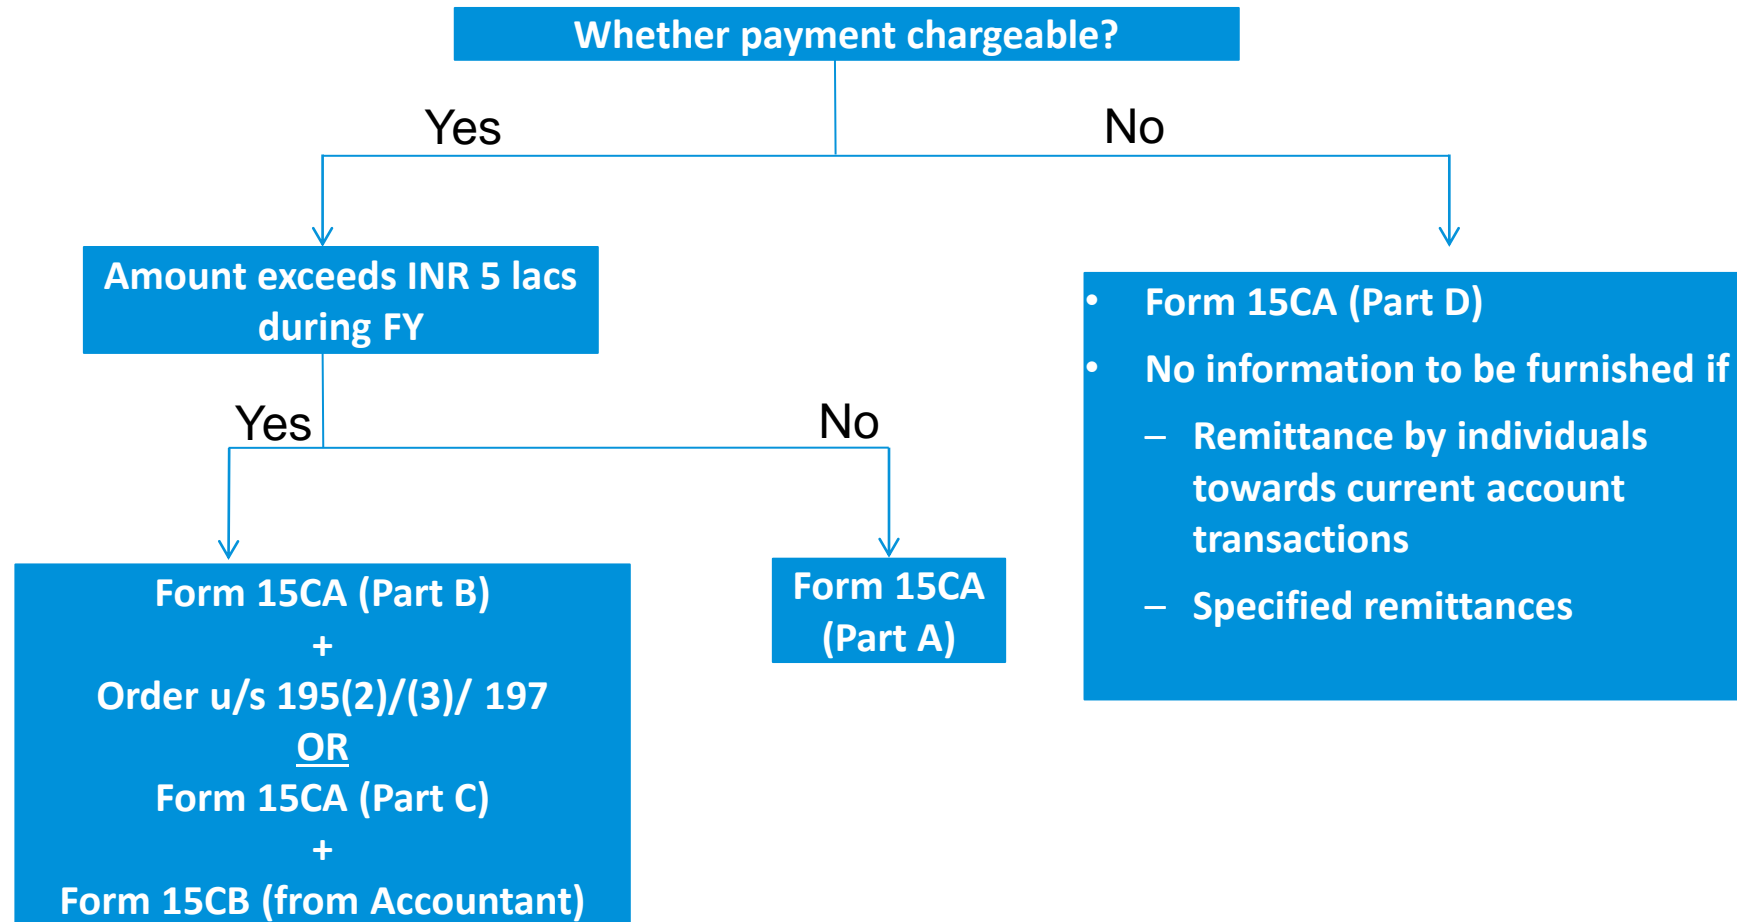 Whether payment chargeable?
Yes
No
Amount exceeds INR 5 lacs
during FY
• Form 15CA (Part D)
• No information to be furnished if
– Remittance by individuals
towards current account
transactions
– Specified remittances
Yes
No
Form 15CA (Part B)
+
Order u/s 195(2)/(3)/ 197
OR
Form 15CA (Part C)
+
Form 15CB (from Accountant)
Form 15CA
(Part A)